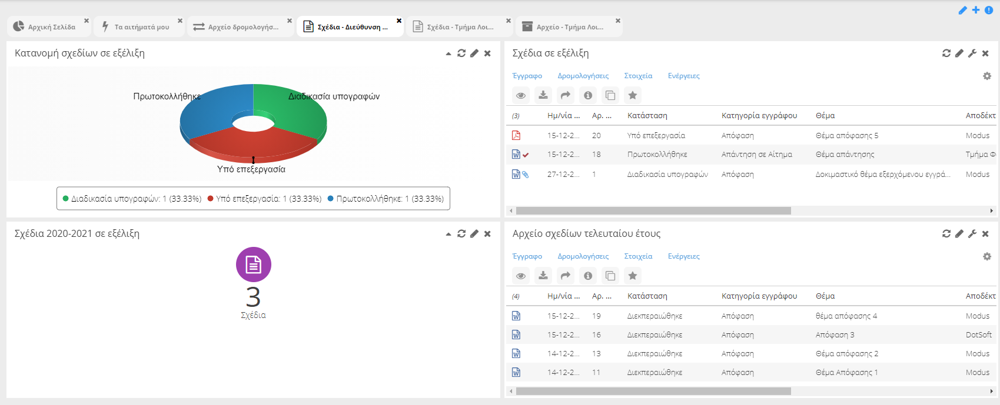 Αρχική Σελίδα
Τα αιτήματά μου
Αρχείο δρομολογήσ...
Σχέδια - Διεύθυνση ...
Σχέδια - Τμήμα Λοι...
Αρχείο - Τμήμα Λοι...
Κατανομή σχεδίων σε εξέλιξη
Πρωτοκολλήθηκε
Διαδικασία υπογραφών
Υπό επεξεργασία
Διαδικασία υπογραφών: 1 (33.33%) Υπό επεξεργασία: 1 (33.33%) Πρωτοκολλήθηκε: 1 (33.33%)
Σχέδια σε εξέλιξη
Έγγραφο Δρομολογήσεις Στοιχεία Ενέργειες
(3) Ημ/νία ... Αρ. ... Κατάσταση Κατηγορία εγγράφου Θέμα Αποδέκτ
15-12-2... 20 Υπό επεξεργασία Απόφαση Θέμα απόφασης 5 Modus
15-12-2... 18 Πρωτοκολλήθηκε Απάντηση σε Αίτημα Θέμα απάντησης Τμήμα Φ
27-12-2... 1 Διαδικασία υπογραφών Απόφαση Δοκιμαστικό θέμα εξερχόμενου εγγρά... Modus
Σχέδια 2020-2021 σε εξέλιξη
3
Σχέδια
Αρχείο σχεδίων τελευταίου έτους
Έγγραφο Δρομολογήσεις Στοιχεία Ενέργειες
(4) Ημ/νία ... Αρ. ... Κατάσταση Κατηγορία εγγράφου Θέμα Αποδέκτ
15-12-2... 19 Διεκπεραιώθηκε Απόφαση θέμα απόφασης 4 Modus
15-12-2... 16 Διεκπεραιώθηκε Απόφαση Απόφαση 3 DotSoft
14-12-2... 13 Διεκπεραιώθηκε Απόφαση Θέμα απόφασης 2 Modus
14-12-2... 11 Διεκπεραιώθηκε Απόφαση Θέμα Απόφασης 1 Modus